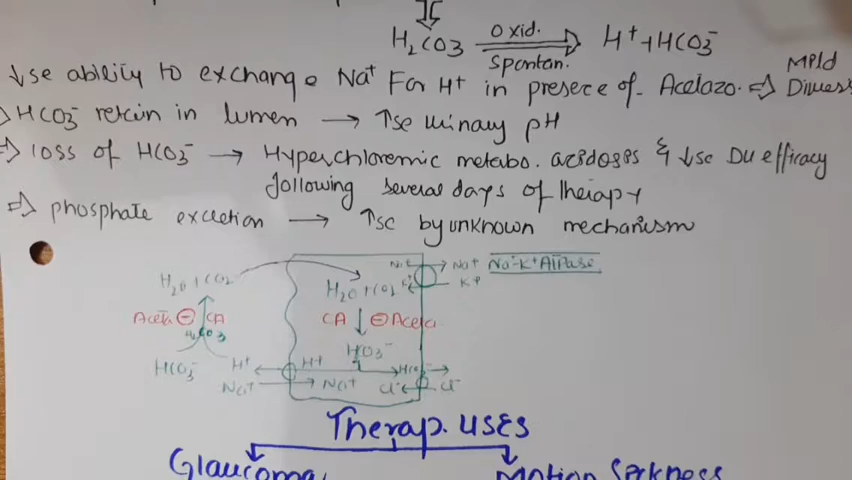 H2CO3 Oxid. Spontan. H+ + HCO3-
↓se ability to exchange Na+ For H+ in presece of Acetazo. ⇒ Mild Diuresis
HCO3- retain in lumen → ↑se urinary pH
⇒ loss of HCO3- → Hyperchloremic metabo. acidosis & ↓se DU efficacy
following several days of therapy
⇒ phosphate excretion → ↑se by unknown mechanism
H2O + CO2
H2O + CO2
Na+ Na+-K+ ATPase
K+
Aceta ⊖ CA
CA ⊖ Aceta
H2CO3
HCO3- H+ H+ HCO3-
Na+ Na+ Cl- Cl-
Therap. USES
Glaucoma Motion Sickness